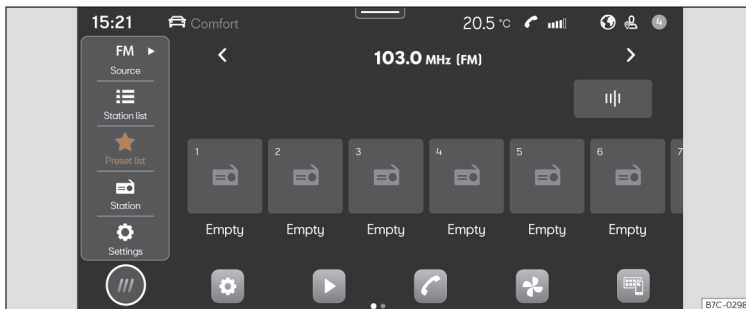 15:21 Comfort 20.5 °C 4
FM
Source
Station list
Preset list
Station
Settings
103.0 MHz (FM)
1 2 3 4 5 6 7
Empty Empty Empty Empty Empty Empty
B7C-0298